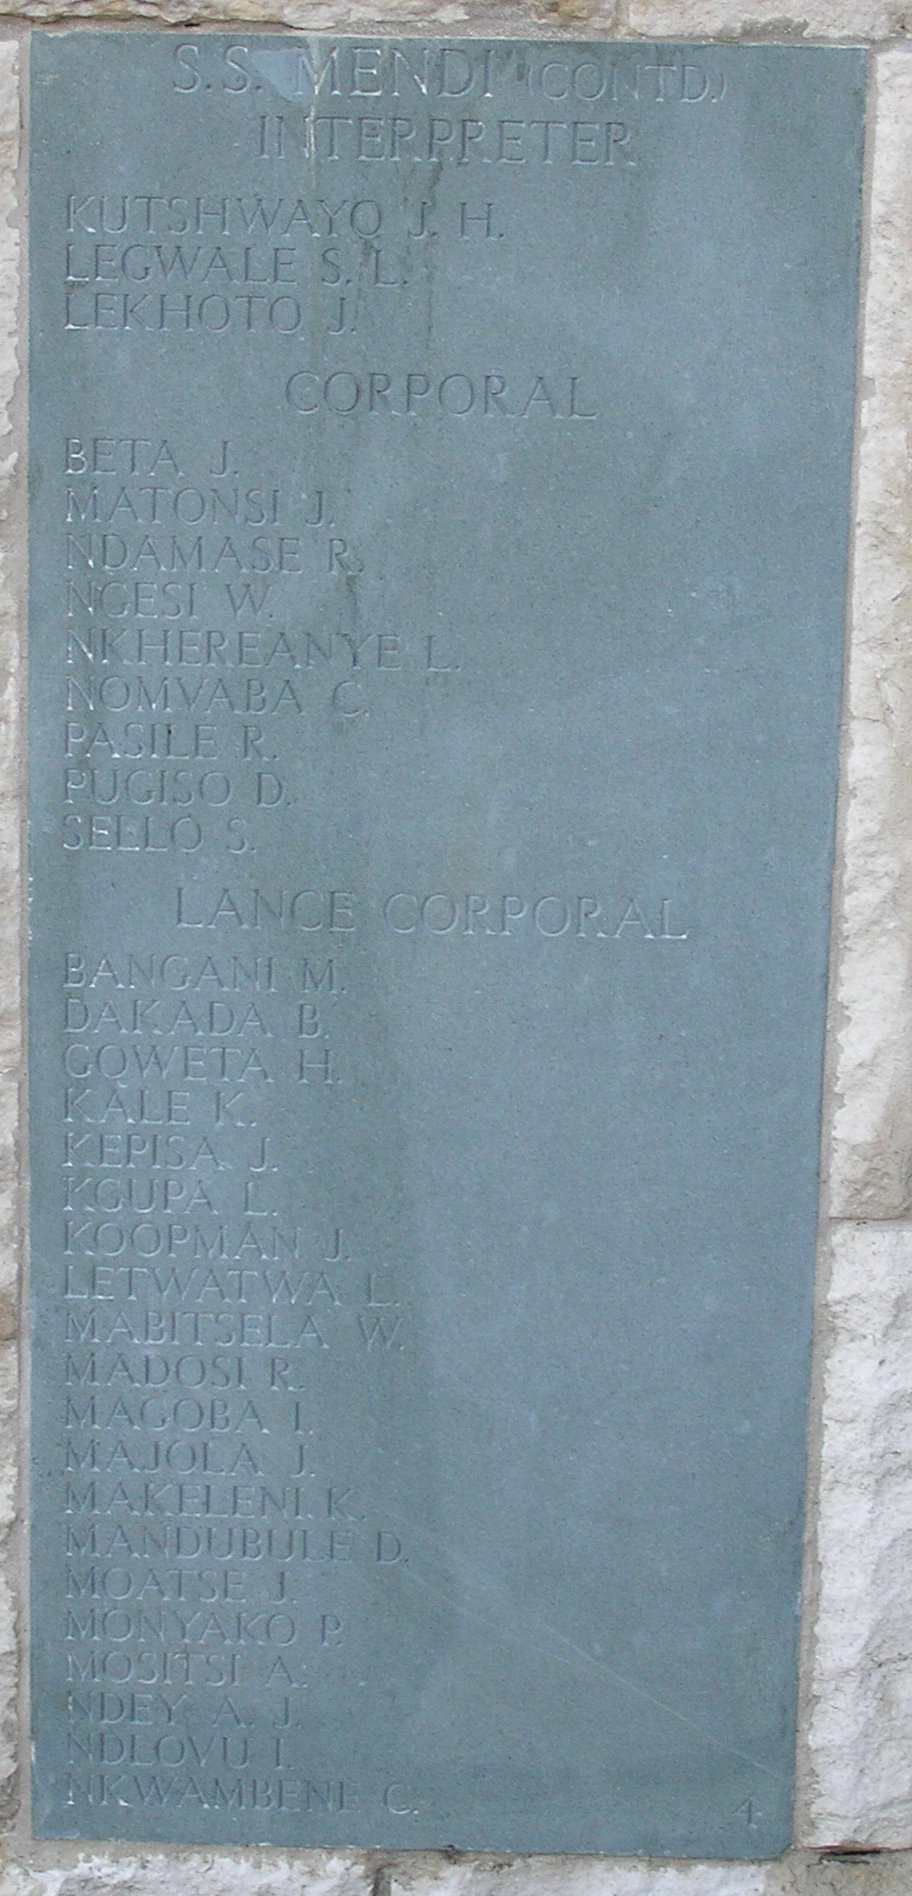 S.S. 'MENDI' (CONTD.)
INTERPRETER
KUTSHWAYO J. H.
LEGWALE S. L.
LEKHOTO J.
CORPORAL
BETA J.
MATONSI J.
NDAMASE R.
NGESI W.
NKHEREANYE L.
NOMVABA C.
PASILE R.
PUGISO D.
SELLO S.
LANCE CORPORAL
BANGANI M.
DAKADA B.
GQWETA H.
KALE K.
KEPISA J.
KGUPA L.
KOOPMAN J.
LETWATWA L.
MABITSELA W.
MADOSI R.
MAGOBA I.
MAJOLA J.
MAKELENI K.
MANDUBULE D.
MOATSE J.
MONYAKO P.
MOSITSI A.
NDEY A. J.
NDLOVU I.
NKWAMBENE C.
4